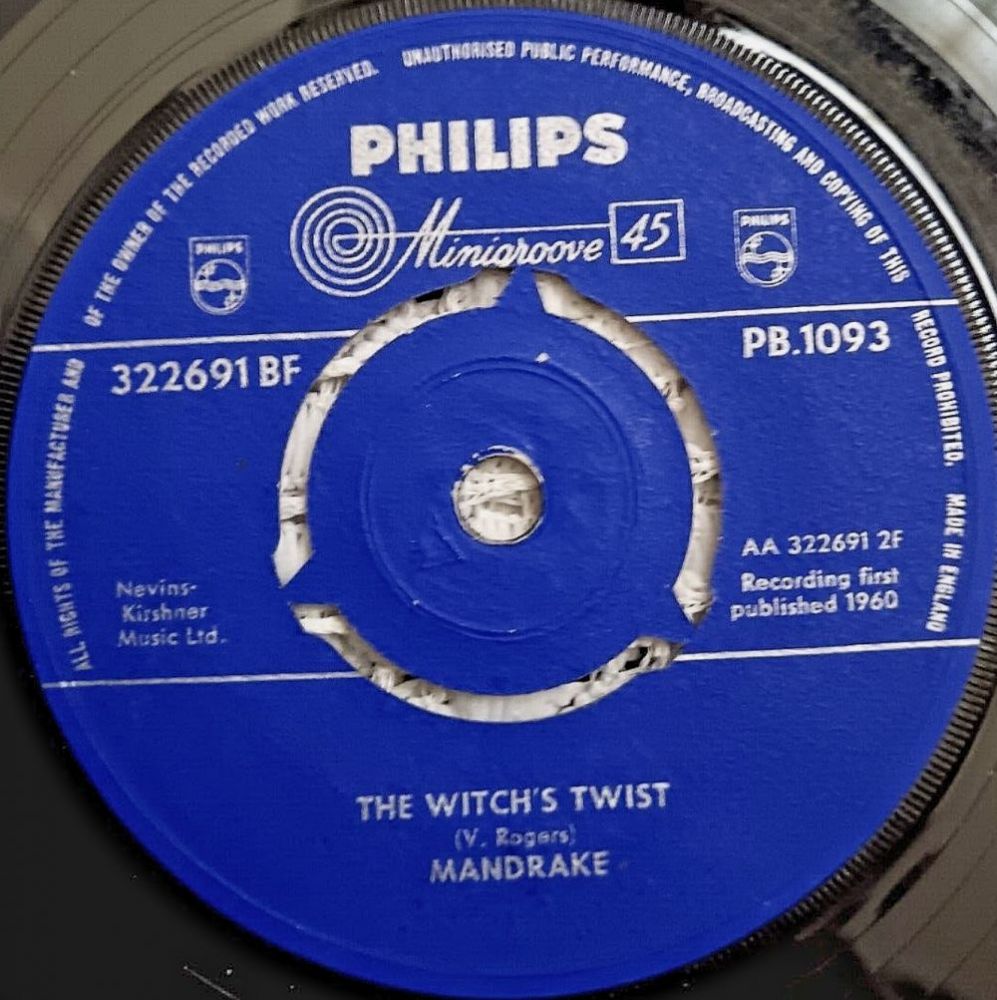 ALL RIGHTS OF THE MANUFACTURER AND OF THE OWNER OF THE RECORDED WORK RESERVED. UNAUTHORISED PUBLIC PERFORMANCE, BROADCASTING AND COPYING OF THIS RECORD PROHIBITED. MADE IN ENGLAND
PHILIPS
Minigroove 45
PHILIPS
PHILIPS
322691 BF
PB.1093
AA 322691 2F
Recording first
published 1960
Nevins-
Kirshner
Music Ltd.
THE WITCH'S TWIST
(V. Rogers)
MANDRAKE